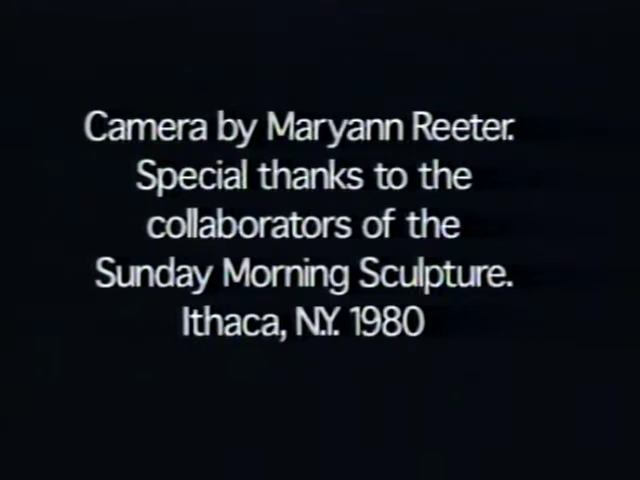 Camera by Maryann Reeter.
Special thanks to the
collaborators of the
Sunday Morning Sculpture.
Ithaca, N.Y. 1980